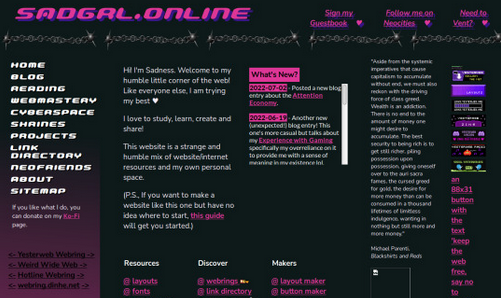 SADGRL.ONLINE
Sign my
Guestbook ♥
Follow me on
Neocities ♥
Need to
Vent? ♥
HOME
BLOG
READING
WEBMASTERY
CYBERSPACE
SHRINES
PROJECTS
LINK
DIRECTORY
NEOFRIENDS
ABOUT
SITEMAP
If you like what I do, you
can donate on my Ko-Fi
page.
<- Yesterweb Webring ->
<- Weird Wide Web ->
<- Hotline Webring ->
<- webring.dinhe.net ->
Hi! I'm Sadness. Welcome to my
humble little corner of the web!
Like everyone else, I am trying
my best ♥
I love to study, learn, create and
share!
This website is a strange and
humble mix of website/internet
resources and my own personal
space.
(P.S., If you want to make a
website like this one but have no
idea where to start, this guide
will get you started.)
What's New?
2022-07-02 - Posted a new blog
entry about the Attention
Economy.
2022-06-19 - Another new
(unexpected!) blog entry! This
one's more casual but talks about
my Experience with Gaming
specifically my overreliance on it
to provide me with a sense of
meaning in my existence lol
"Aside from the systemic
imperatives that cause
capitalism to accumulate
without end, we must also
reckon with the driving
force of class greed.
Wealth is an addiction.
There is no end to the
amount of money one
might desire to
accumulate. The best
security to being rich is to
get still richer, piling
possession upon
possession, giving oneself
over to the auri sacra
fames, the cursed greed
for gold, the desire for
more money than can be
consumed in a thousand
lifetimes of limitless
indulgence, wanting in
nothing but still more and
more money."
Michael Parenti,
Blackshirts and Reds
an
88x31
button
with
the
text
"keep
the
web
free,
say no
to
Resources
@ layouts
@ fonts
Discover
@ webrings
@ link directory
Makers
@ layout maker
@ button maker